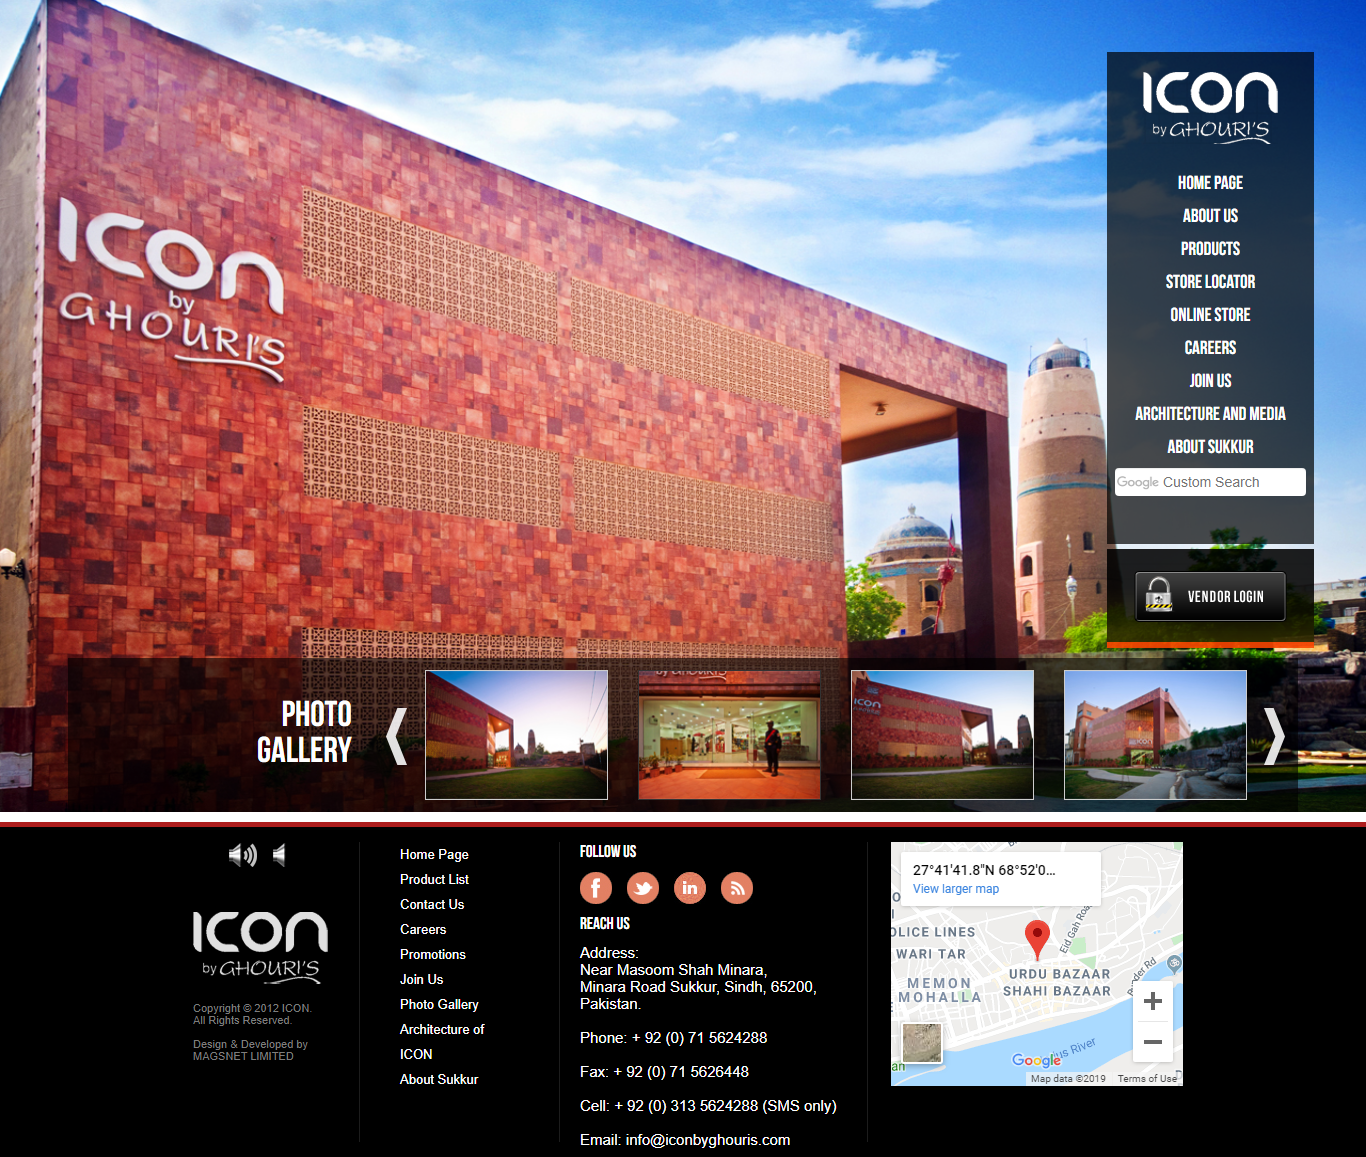 ICON
by
GHOURI'S
ICON
by GHOURI'S
HOME PAGE
ABOUT US
PRODUCTS
STORE LOCATOR
ONLINE STORE
CAREERS
JOIN US
ARCHITECTURE AND MEDIA
ABOUT SUKKUR
Google Custom Search
VENDOR LOGIN
PHOTO
GALLERY
by GHOURI'S
ICON
ICON
ICON
by GHOURI'S
Copyright © 2012 ICON.
All Rights Reserved.
Design & Developed by
MAGSNET LIMITED
Home Page
Product List
Contact Us
Careers
Promotions
Join Us
Photo Gallery
Architecture of
ICON
About Sukkur
FOLLOW US
REACH US
Address:
Near Masoom Shah Minara,
Minara Road Sukkur, Sindh, 65200,
Pakistan.
Phone: + 92 (0) 71 5624288
Fax: + 92 (0) 71 5626448
Cell: + 92 (0) 313 5624288 (SMS only)
Email: info@iconbyghouris.com
27°41'41.8"N 68°52'0...
View larger map
OLICE LINES
WARI TAR
Eid Gah Road
URDU BAZAAR
SHAHI BAZAAR
MEMON
MOHALLA
us River
Google
Map data ©2019 Terms of Use